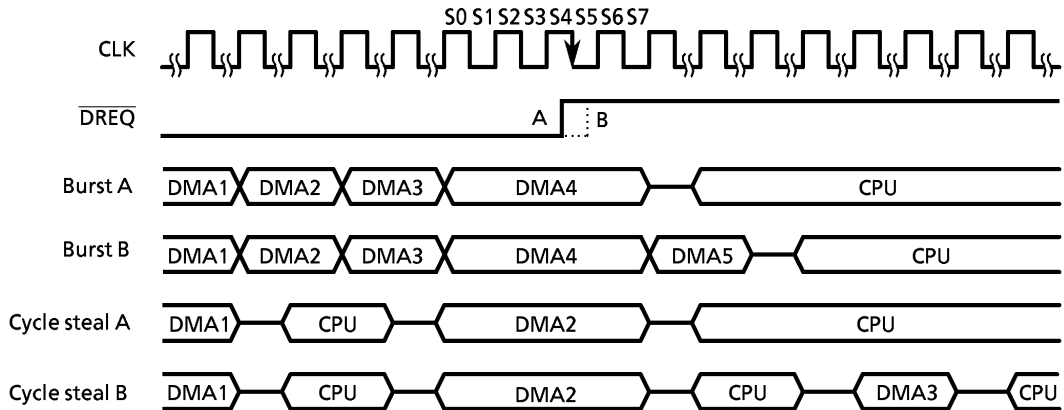 S0 S1 S2 S3 S4 S5 S6 S7
CLK
DREQ
A B
Burst A DMA1 DMA2 DMA3 DMA4 CPU
Burst B DMA1 DMA2 DMA3 DMA4 DMA5 CPU
Cycle steal A DMA1 CPU DMA2 CPU
Cycle steal B DMA1 CPU DMA2 CPU DMA3 CPU